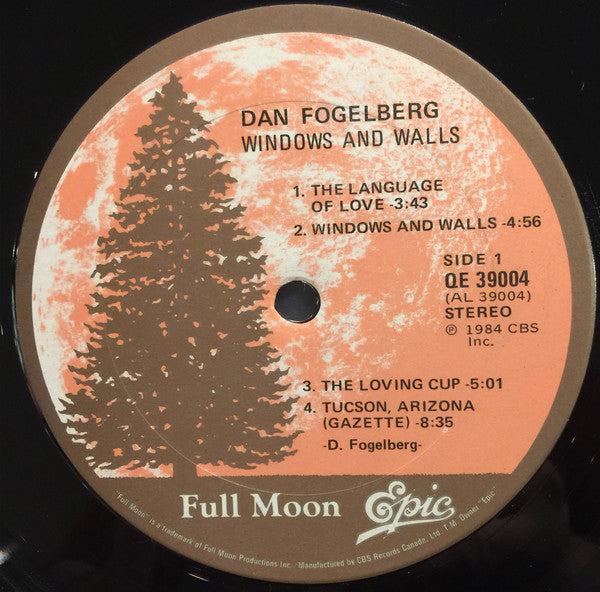 DAN FOGELBERG
WINDOWS AND WALLS
1. THE LANGUAGE
OF LOVE -3:43
2. WINDOWS AND WALLS -4:56
SIDE 1
QE 39004
(AL 39004)
STEREO
℗ 1984 CBS
Inc.
3. THE LOVING CUP -5:01
4. TUCSON, ARIZONA
(GAZETTE) -8:35
-D. Fogelberg-
Full Moon Epic
"Full Moon" is a trademark of Full Moon Productions Inc. Manufactured by CBS Records Canada, Ltd. T.M. Owner "Epic"